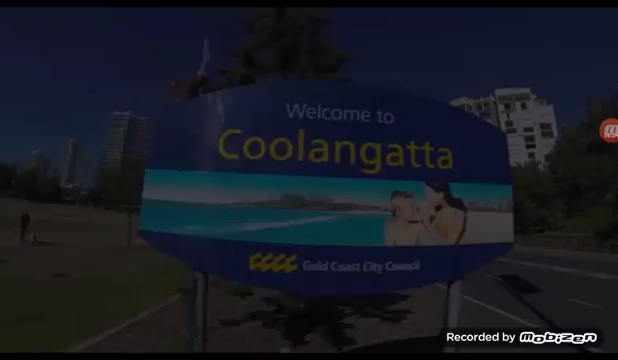 Welcome to
Coolangatta
Gold Coast City Council
Recorded by mobizen